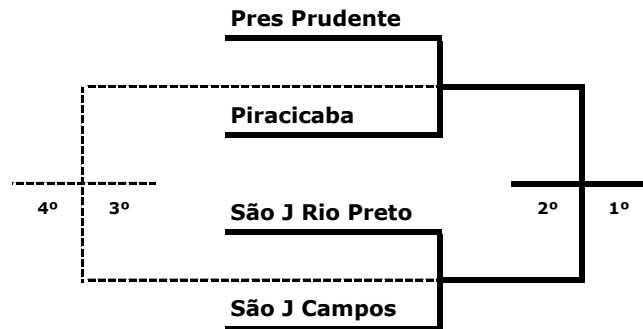 Pres Prudente
Piracicaba
4º 3º
2º 1º
São J Rio Preto
São J Campos